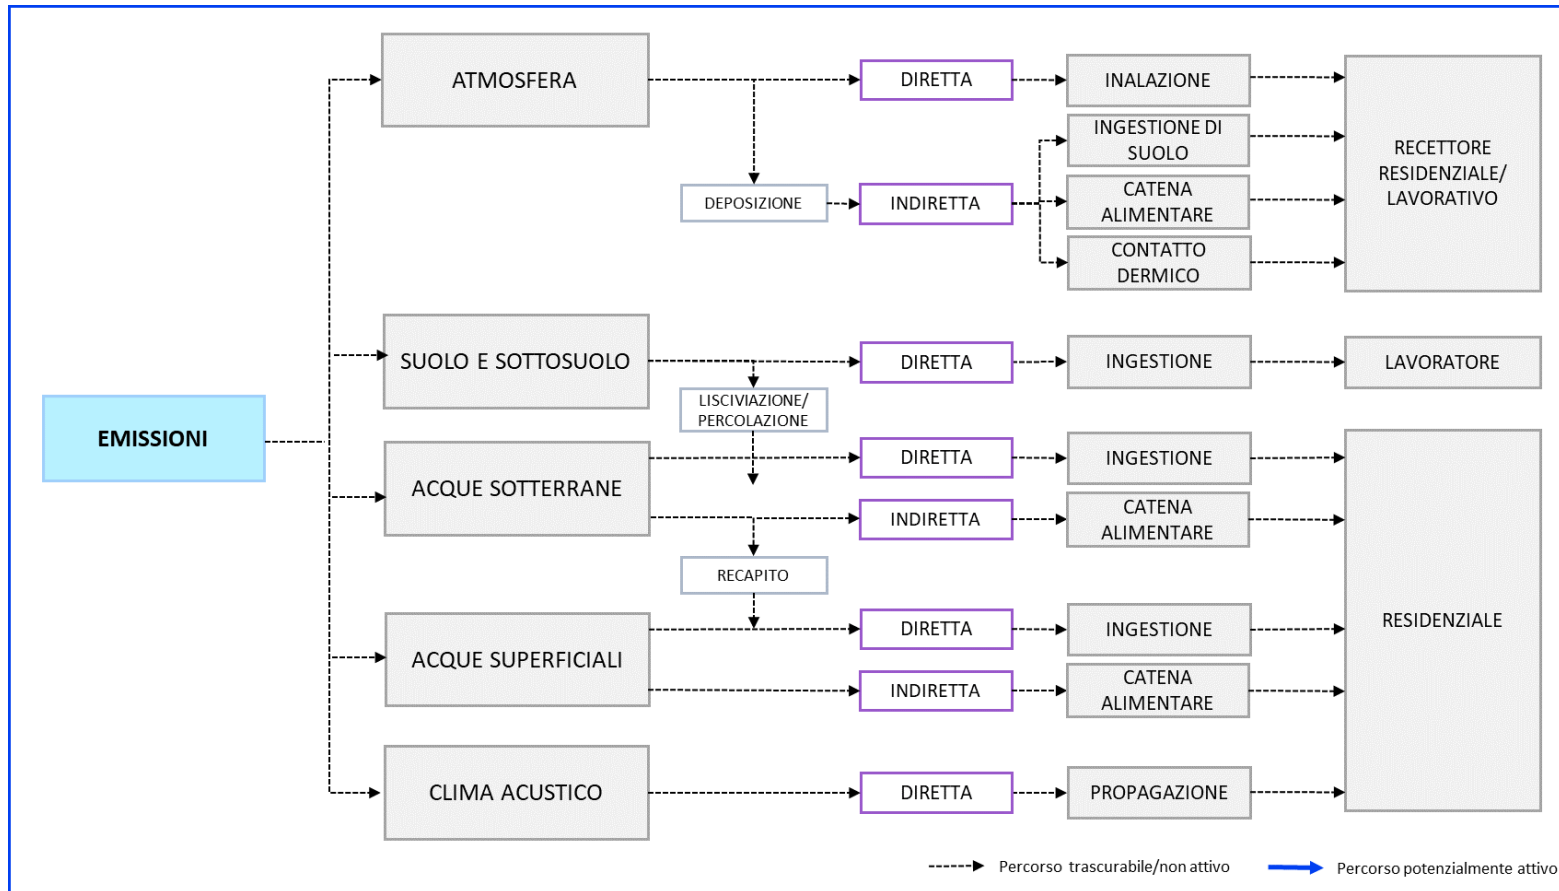 ATMOSFERA
DIRETTA
INALAZIONE
INGESTIONE DI
SUOLO
RECETTORE
RESIDENZIALE/
LAVORATIVO
DEPOSIZIONE
INDIRETTA
CATENA
ALIMENTARE
CONTATTO
DERMICO
SUOLO E SOTTOSUOLO
DIRETTA
INGESTIONE
LAVORATORE
LISCIVIAZIONE/
PERCOLAZIONE
EMISSIONI
ACQUE SOTTERRANE
DIRETTA
INGESTIONE
INDIRETTA
CATENA
ALIMENTARE
RECAPITO
ACQUE SUPERFICIALI
DIRETTA
INGESTIONE
RESIDENZIALE
INDIRETTA
CATENA
ALIMENTARE
CLIMA ACUSTICO
DIRETTA
PROPAGAZIONE
Percorso trascurabile/non attivo
Percorso potenzialmente attivo